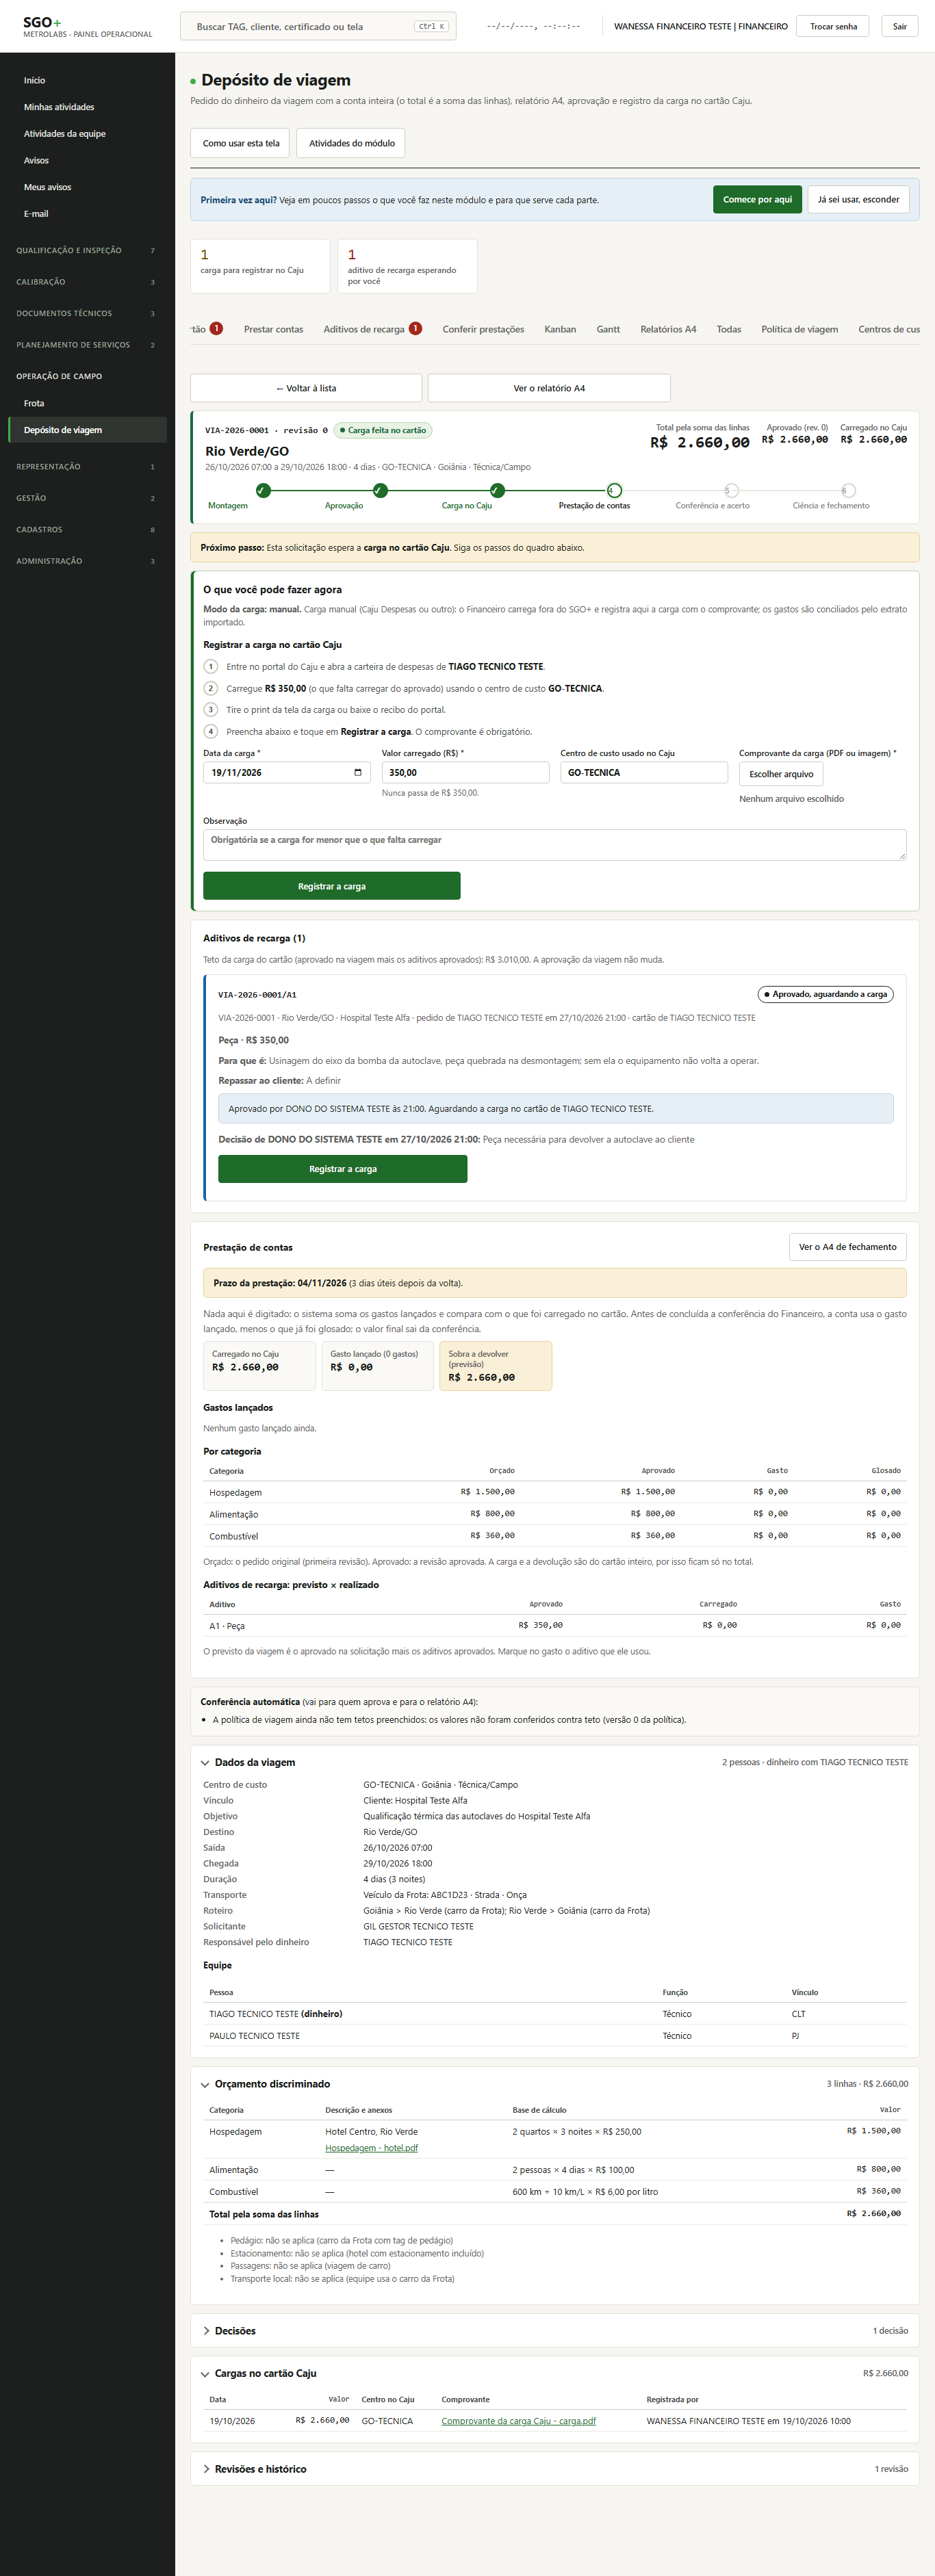 SGO+
METROLABS · PAINEL OPERACIONAL
Buscar TAG, cliente, certificado ou tela
Ctrl K
--/--/----, --:--:--
WANESSA FINANCEIRO TESTE | FINANCEIRO
Trocar senha
Sair
Início
Minhas atividades
Atividades da equipe
Avisos
Meus avisos
E-mail
QUALIFICAÇÃO E INSPEÇÃO 7
CALIBRAÇÃO 3
DOCUMENTOS TÉCNICOS 3
PLANEJAMENTO DE SERVIÇOS 2
OPERAÇÃO DE CAMPO
Frota
Depósito de viagem
REPRESENTAÇÃO 1
GESTÃO 2
CADASTROS 8
ADMINISTRAÇÃO 3
Depósito de viagem
Pedido do dinheiro da viagem com a conta inteira (o total é a soma das linhas), relatório A4, aprovação e registro da carga no cartão Caju.
Como usar esta tela
Atividades do módulo
Primeira vez aqui? Veja em poucos passos o que você faz neste módulo e para que serve cada parte.
Comece por aqui
Já sei usar, esconder
1
carga para registrar no Caju
1
aditivo de recarga esperando
por você
tão 1 Prestar contas Aditivos de recarga 1 Conferir prestações Kanban Gantt Relatórios A4 Todas Política de viagem Centros de cus
← Voltar à lista
Ver o relatório A4
VIA-2026-0001 · revisão 0
Carga feita no cartão
Rio Verde/GO
26/10/2026 07:00 a 29/10/2026 18:00 · 4 dias · GO-TECNICA · Goiânia · Técnica/Campo
Total pela soma das linhas
R$ 2.660,00
Aprovado (rev. 0)
R$ 2.660,00
Carregado no Caju
R$ 2.660,00
✓ ✓ ✓ 4 5 6
Montagem Aprovação Carga no Caju Prestação de contas Conferência e acerto Ciência e fechamento
Próximo passo: Esta solicitação espera a carga no cartão Caju. Siga os passos do quadro abaixo.
O que você pode fazer agora
Modo da carga: manual. Carga manual (Caju Despesas ou outro): o Financeiro carrega fora do SGO+ e registra aqui a carga com o comprovante; os gastos são conciliados pelo extrato
importado.
Registrar a carga no cartão Caju
1 Entre no portal do Caju e abra a carteira de despesas de TIAGO TECNICO TESTE.
2 Carregue R$ 350,00 (o que falta carregar do aprovado) usando o centro de custo GO-TECNICA.
3 Tire o print da tela da carga ou baixe o recibo do portal.
4 Preencha abaixo e toque em Registrar a carga. O comprovante é obrigatório.
Data da carga *
19/11/2026
Valor carregado (R$) *
350,00
Nunca passa de R$ 350,00.
Centro de custo usado no Caju
GO-TECNICA
Comprovante da carga (PDF ou imagem) *
Escolher arquivo
Nenhum arquivo escolhido
Observação
Obrigatória se a carga for menor que o que falta carregar
Registrar a carga
Aditivos de recarga (1)
Teto da carga do cartão (aprovado na viagem mais os aditivos aprovados): R$ 3.010,00. A aprovação da viagem não muda.
VIA-2026-0001/A1
Aprovado, aguardando a carga
VIA-2026-0001 · Rio Verde/GO · Hospital Teste Alfa · pedido de TIAGO TECNICO TESTE em 27/10/2026 21:00 · cartão de TIAGO TECNICO TESTE
Peça · R$ 350,00
Para que é: Usinagem do eixo da bomba da autoclave, peça quebrada na desmontagem; sem ela o equipamento não volta a operar.
Repassar ao cliente: A definir
Aprovado por DONO DO SISTEMA TESTE às 21:00. Aguardando a carga no cartão de TIAGO TECNICO TESTE.
Decisão de DONO DO SISTEMA TESTE em 27/10/2026 21:00: Peça necessária para devolver a autoclave ao cliente
Registrar a carga
Prestação de contas
Ver o A4 de fechamento
Prazo da prestação: 04/11/2026 (3 dias úteis depois da volta).
Nada aqui é digitado: o sistema soma os gastos lançados e compara com o que foi carregado no cartão. Antes de concluída a conferência do Financeiro, a conta usa o gasto
lançado, menos o que já foi glosado; o valor final sai da conferência.
Carregado no Caju
R$ 2.660,00
Gasto lançado (0 gastos)
R$ 0,00
Sobra a devolver
(previsão)
R$ 2.660,00
Gastos lançados
Nenhum gasto lançado ainda.
Por categoria
Categoria Orçado Aprovado Gasto Glosado
Hospedagem R$ 1.500,00 R$ 1.500,00 R$ 0,00 R$ 0,00
Alimentação R$ 800,00 R$ 800,00 R$ 0,00 R$ 0,00
Combustível R$ 360,00 R$ 360,00 R$ 0,00 R$ 0,00
Orçado: o pedido original (primeira revisão). Aprovado: a revisão aprovada. A carga e a devolução são do cartão inteiro, por isso ficam só no total.
Aditivos de recarga: previsto × realizado
Aditivo Aprovado Carregado Gasto
A1 · Peça R$ 350,00 R$ 0,00 R$ 0,00
O previsto da viagem é o aprovado na solicitação mais os aditivos aprovados. Marque no gasto o aditivo que ele usou.
Conferência automática (vai para quem aprova e para o relatório A4):
• A política de viagem ainda não tem tetos preenchidos: os valores não foram conferidos contra teto (versão 0 da política).
Dados da viagem
2 pessoas · dinheiro com TIAGO TECNICO TESTE
Centro de custo GO-TECNICA · Goiânia · Técnica/Campo
Vínculo Cliente: Hospital Teste Alfa
Objetivo Qualificação térmica das autoclaves do Hospital Teste Alfa
Destino Rio Verde/GO
Saída 26/10/2026 07:00
Chegada 29/10/2026 18:00
Duração 4 dias (3 noites)
Transporte Veículo da Frota: ABC1D23 · Strada · Onça
Roteiro Goiânia > Rio Verde (carro da Frota); Rio Verde > Goiânia (carro da Frota)
Solicitante GIL GESTOR TECNICO TESTE
Responsável pelo dinheiro TIAGO TECNICO TESTE
Equipe
Pessoa Função Vínculo
TIAGO TECNICO TESTE (dinheiro) Técnico CLT
PAULO TECNICO TESTE Técnico PJ
Orçamento discriminado
3 linhas · R$ 2.660,00
Categoria Descrição e anexos Base de cálculo Valor
Hospedagem Hotel Centro, Rio Verde 2 quartos × 3 noites × R$ 250,00 R$ 1.500,00
Hospedagem - hotel.pdf
Alimentação — 2 pessoas × 4 dias × R$ 100,00 R$ 800,00
Combustível — 600 km ÷ 10 km/L × R$ 6,00 por litro R$ 360,00
Total pela soma das linhas R$ 2.660,00
• Pedágio: não se aplica (carro da Frota com tag de pedágio)
• Estacionamento: não se aplica (hotel com estacionamento incluído)
• Passagens: não se aplica (viagem de carro)
• Transporte local: não se aplica (equipe usa o carro da Frota)
Decisões
1 decisão
Cargas no cartão Caju
R$ 2.660,00
Data Valor Centro no Caju Comprovante Registrada por
19/10/2026 R$ 2.660,00 GO-TECNICA Comprovante da carga Caju - carga.pdf WANESSA FINANCEIRO TESTE em 19/10/2026 10:00
Revisões e histórico
1 revisão